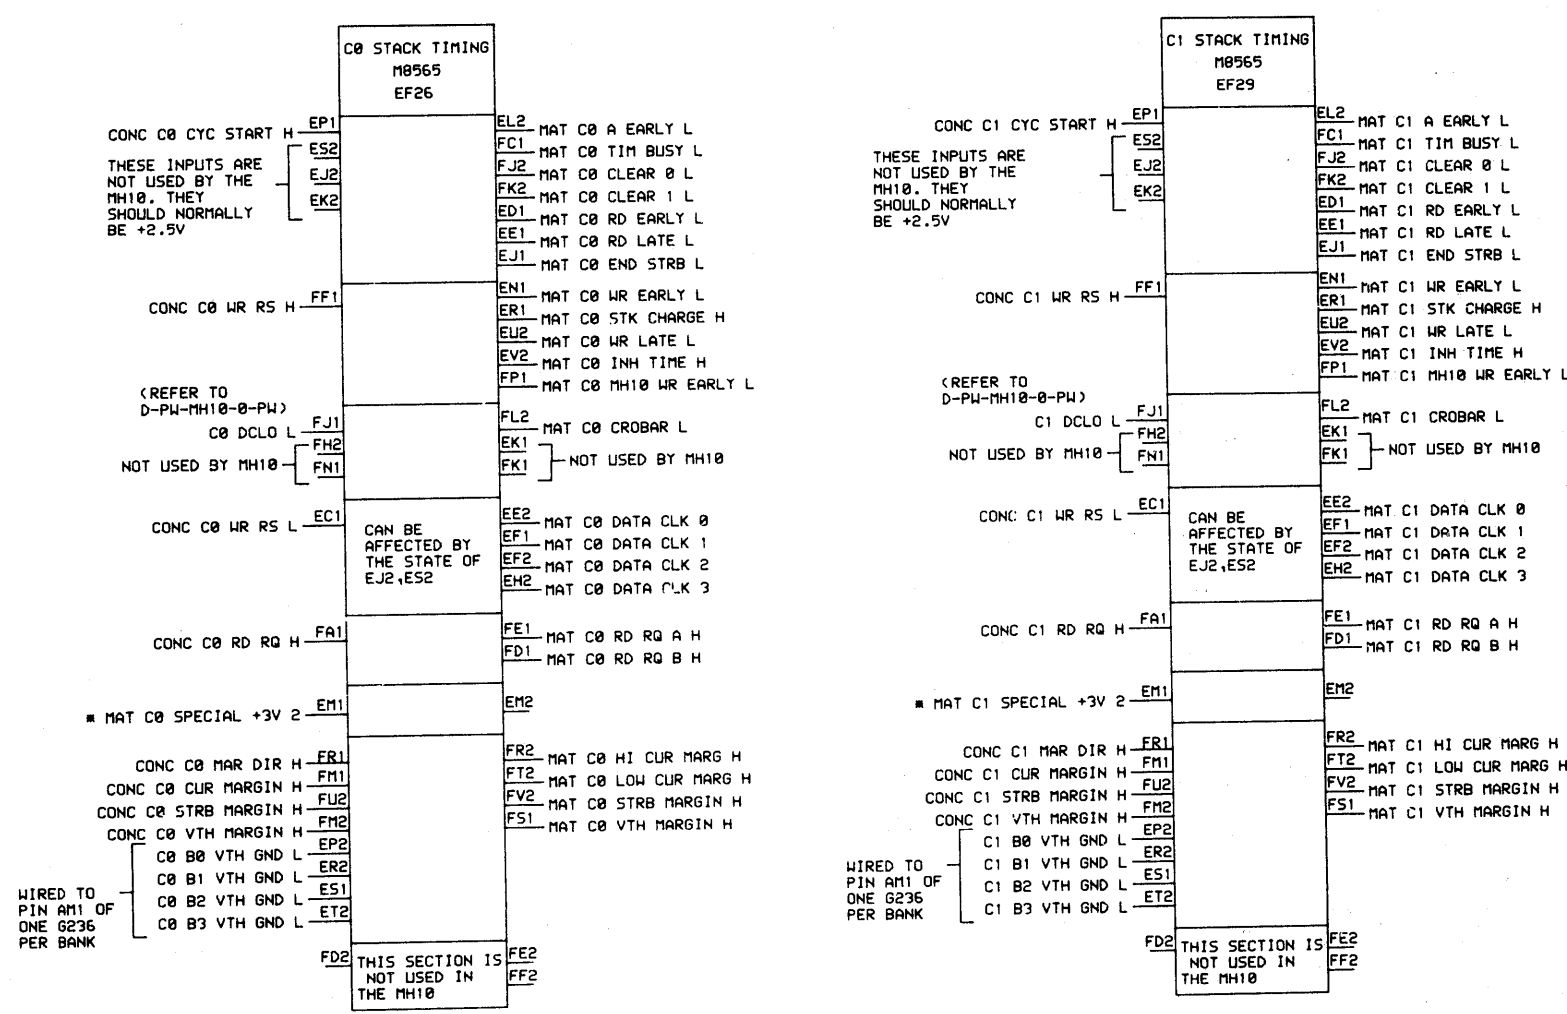 C0 STACK TIMING
M8565
EF26
CONC C0 CYC START H
EP1
THESE INPUTS ARE
NOT USED BY THE
MH10. THEY
SHOULD NORMALLY
BE +2.5V
ES2
EJ2
EK2
EL2 MAT C0 A EARLY L
FC1 MAT C0 TIM BUSY L
FJ2 MAT C0 CLEAR 0 L
FK2 MAT C0 CLEAR 1 L
ED1 MAT C0 RD EARLY L
EE1 MAT C0 RD LATE L
EJ1 MAT C0 END STRB L
CONC C0 WR RS H FF1
EN1 MAT C0 WR EARLY L
ER1 MAT C0 STK CHARGE H
EU2 MAT C0 WR LATE L
EV2 MAT C0 INH TIME H
FP1 MAT C0 MH10 WR EARLY L
(REFER TO
D-PW-MH10-0-PW)
C0 DCLO L FJ1
NOT USED BY MH10
FH2
FN1
FL2 MAT C0 CROBAR L
EK1
FK1
NOT USED BY MH10
CONC C0 WR RS L EC1
CAN BE
AFFECTED BY
THE STATE OF
EJ2,ES2
EE2 MAT C0 DATA CLK 0
EF1 MAT C0 DATA CLK 1
EF2 MAT C0 DATA CLK 2
EH2 MAT C0 DATA CLK 3
CONC C0 RD RQ H FA1
FE1 MAT C0 RD RQ A H
FD1 MAT C0 RD RQ B H
* MAT C0 SPECIAL +3V 2 EM1
EM2
CONC C0 MAR DIR H FR1
CONC C0 CUR MARGIN H FM1
CONC C0 STRB MARGIN H FU2
CONC C0 VTH MARGIN H FM2
C0 B0 VTH GND L EP2
C0 B1 VTH GND L ER2
C0 B2 VTH GND L ES1
C0 B3 VTH GND L ET2
WIRED TO
PIN AM1 OF
ONE G236
PER BANK
FR2 MAT C0 HI CUR MARG H
FT2 MAT C0 LOW CUR MARG H
FV2 MAT C0 STRB MARGIN H
FS1 MAT C0 VTH MARGIN H
FD2
THIS SECTION IS
NOT USED IN
THE MH10
FE2
FF2
C1 STACK TIMING
M8565
EF29
CONC C1 CYC START H
EP1
THESE INPUTS ARE
NOT USED BY THE
MH10. THEY
SHOULD NORMALLY
BE +2.5V
ES2
EJ2
EK2
EL2 MAT C1 A EARLY L
FC1 MAT C1 TIM BUSY L
FJ2 MAT C1 CLEAR 0 L
FK2 MAT C1 CLEAR 1 L
ED1 MAT C1 RD EARLY L
EE1 MAT C1 RD LATE L
EJ1 MAT C1 END STRB L
CONC C1 WR RS H FF1
EN1 MAT C1 WR EARLY L
ER1 MAT C1 STK CHARGE H
EU2 MAT C1 WR LATE L
EV2 MAT C1 INH TIME H
FP1 MAT C1 MH10 WR EARLY L
(REFER TO
D-PW-MH10-0-PW)
C1 DCLO L FJ1
NOT USED BY MH10
FH2
FN1
FL2 MAT C1 CROBAR L
EK1
FK1
NOT USED BY MH10
CONC C1 WR RS L EC1
CAN BE
AFFECTED BY
THE STATE OF
EJ2,ES2
EE2 MAT C1 DATA CLK 0
EF1 MAT C1 DATA CLK 1
EF2 MAT C1 DATA CLK 2
EH2 MAT C1 DATA CLK 3
CONC C1 RD RQ H FA1
FE1 MAT C1 RD RQ A H
FD1 MAT C1 RD RQ B H
* MAT C1 SPECIAL +3V 2 EM1
EM2
CONC C1 MAR DIR H FR1
CONC C1 CUR MARGIN H FM1
CONC C1 STRB MARGIN H FU2
CONC C1 VTH MARGIN H FM2
C1 B0 VTH GND L EP2
C1 B1 VTH GND L ER2
C1 B2 VTH GND L ES1
C1 B3 VTH GND L ET2
WIRED TO
PIN AM1 OF
ONE G236
PER BANK
FR2 MAT C1 HI CUR MARG H
FT2 MAT C1 LOW CUR MARG H
FV2 MAT C1 STRB MARGIN H
FS1 MAT C1 VTH MARGIN H
FD2
THIS SECTION IS
NOT USED IN
THE MH10
FE2
FF2